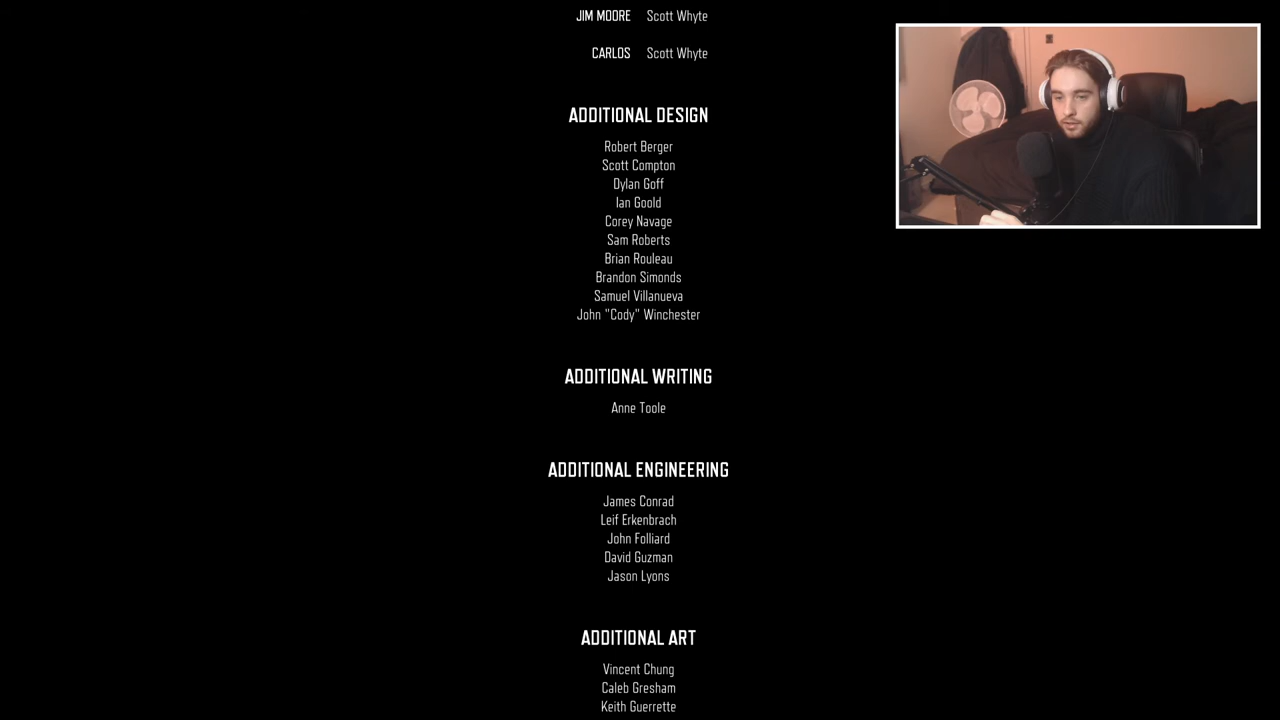 JIM MOORE Scott Whyte
CARLOS Scott Whyte
ADDITIONAL DESIGN
Robert Berger
Scott Compton
Dylan Goff
Ian Goold
Corey Navage
Sam Roberts
Brian Rouleau
Brandon Simonds
Samuel Villanueva
John "Cody" Winchester
ADDITIONAL WRITING
Anne Toole
ADDITIONAL ENGINEERING
James Conrad
Leif Erkenbrach
John Folliard
David Guzman
Jason Lyons
ADDITIONAL ART
Vincent Chung
Caleb Gresham
Keith Guerrette